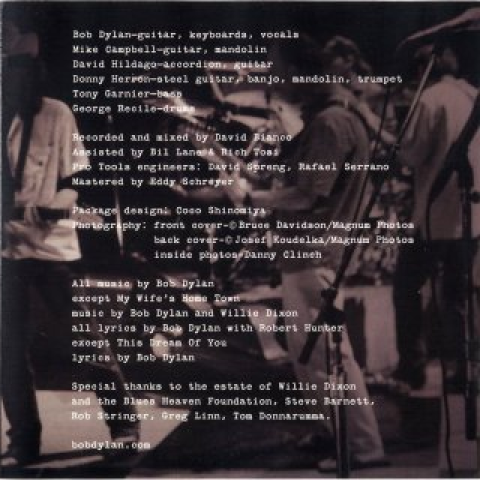 Bob Dylan-guitar, keyboards, vocals
Mike Campbell-guitar, mandolin
David Hildago-accordion, guitar
Donny Herron-steel guitar, banjo, mandolin, trumpet
Tony Garnier-bass
George Recile-drums
Recorded and mixed by David Bianco
Assisted by Bil Lane & Rich Tosi
Pro Tools engineers: David Spreng, Rafael Serrano
Mastered by Eddy Schreyer
Package design: Coco Shinomiya
Photography: front cover-©Bruce Davidson/Magnum Photos
back cover-©Josef Koudelka/Magnum Photos
inside photos-Danny Clinch
All music by Bob Dylan
except My Wife's Home Town
music by Bob Dylan and Willie Dixon
all lyrics by Bob Dylan with Robert Hunter
except This Dream Of You
lyrics by Bob Dylan
Special thanks to the estate of Willie Dixon
and the Blues Heaven Foundation, Steve Barnett,
Rob Stringer, Greg Linn, Tom Donnarumma.
bobdylan.com